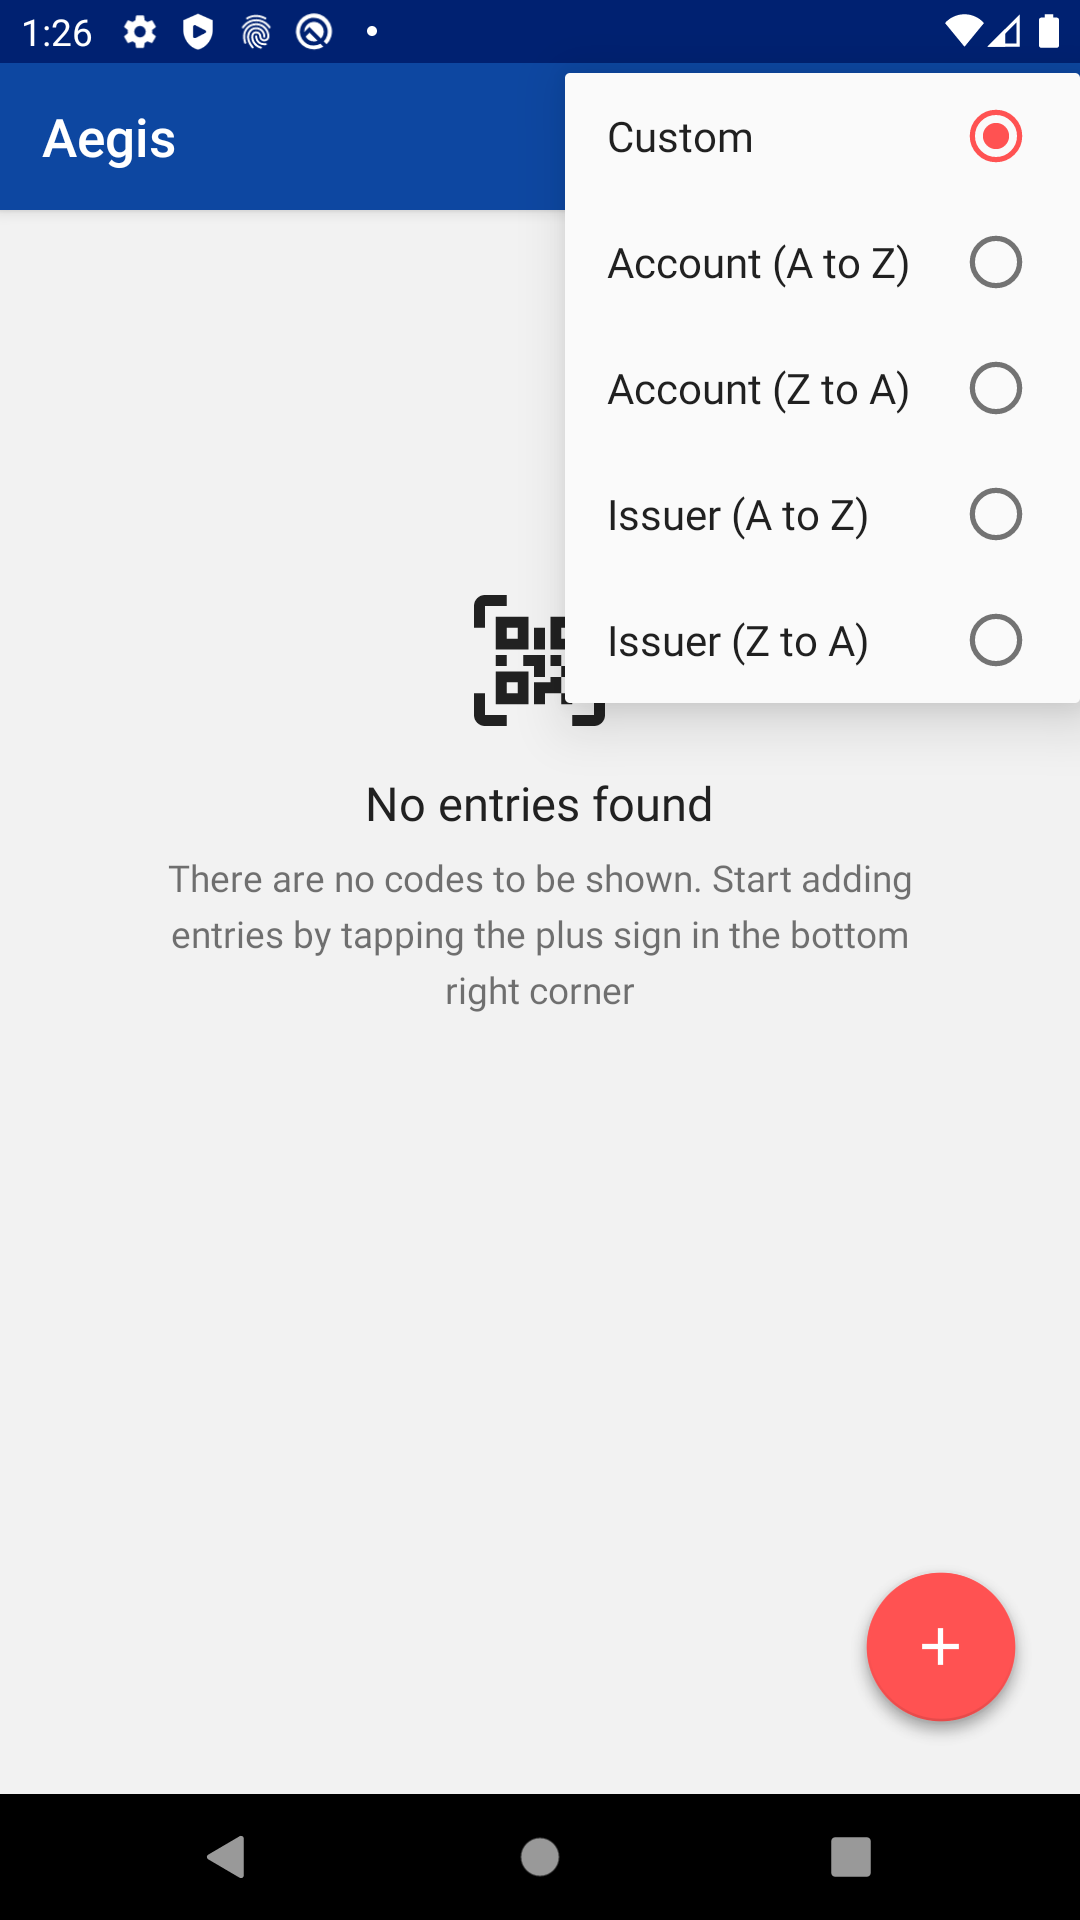 1:26
Aegis
Custom
Account (A to Z)
Account (Z to A)
Issuer (A to Z)
Issuer (Z to A)
No entries found
There are no codes to be shown. Start adding
entries by tapping the plus sign in the bottom
right corner